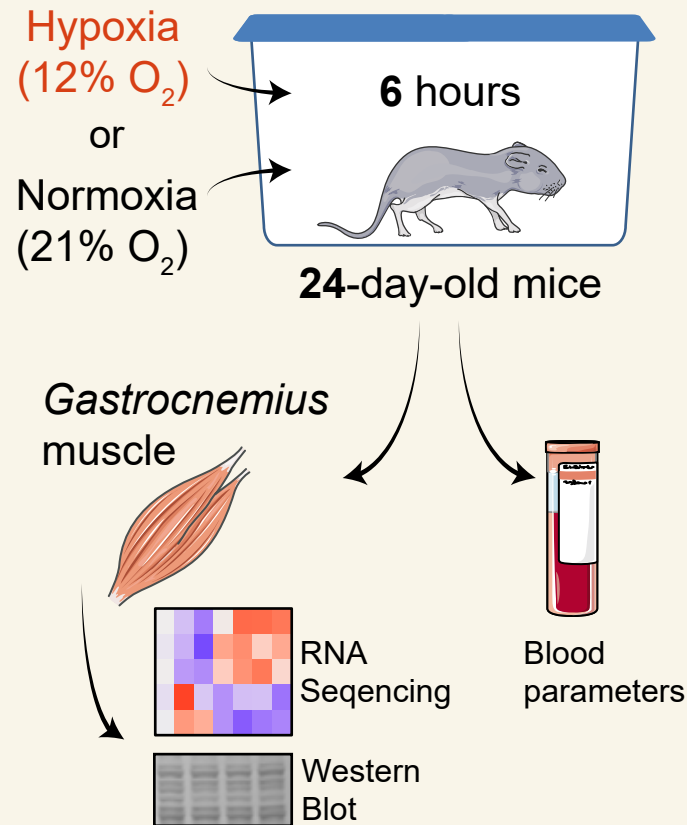 Hypoxia
(12% O₂)
or
Normoxia
(21% O₂)
6 hours
24-day-old mice
Gastrocnemius
muscle
RNA
Seqencing
Blood
parameters
Western
Blot